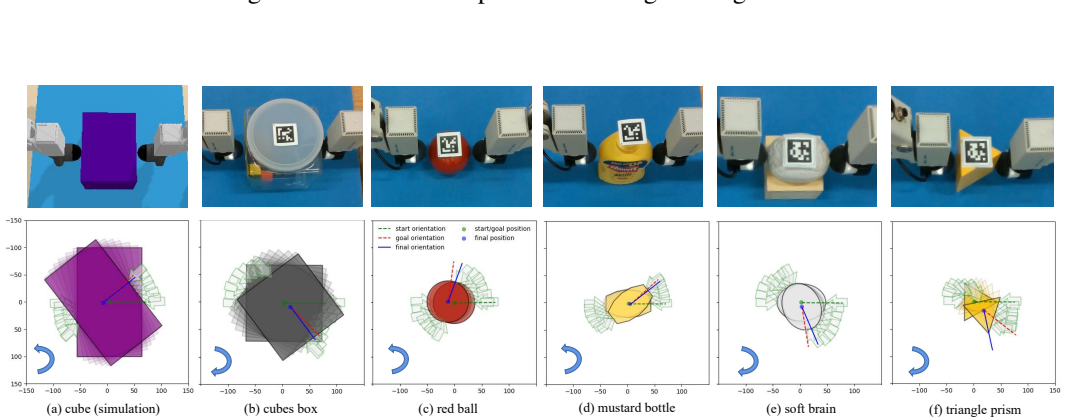 −150
−100
−50
0
50
100
150
−150 −100 −50 0 50 100 150
−100 −50 0 50 100
−100 −50 0 50 100
−100 −50 0 50 100
−100 −50 0 50 100
−100 −50 0 50 100
start orientation
goal orientation
final orientation
start/goal position
final position
(a) cube (simulation)
(b) cubes box
(c) red ball
(d) mustard bottle
(e) soft brain
(f) triangle prism